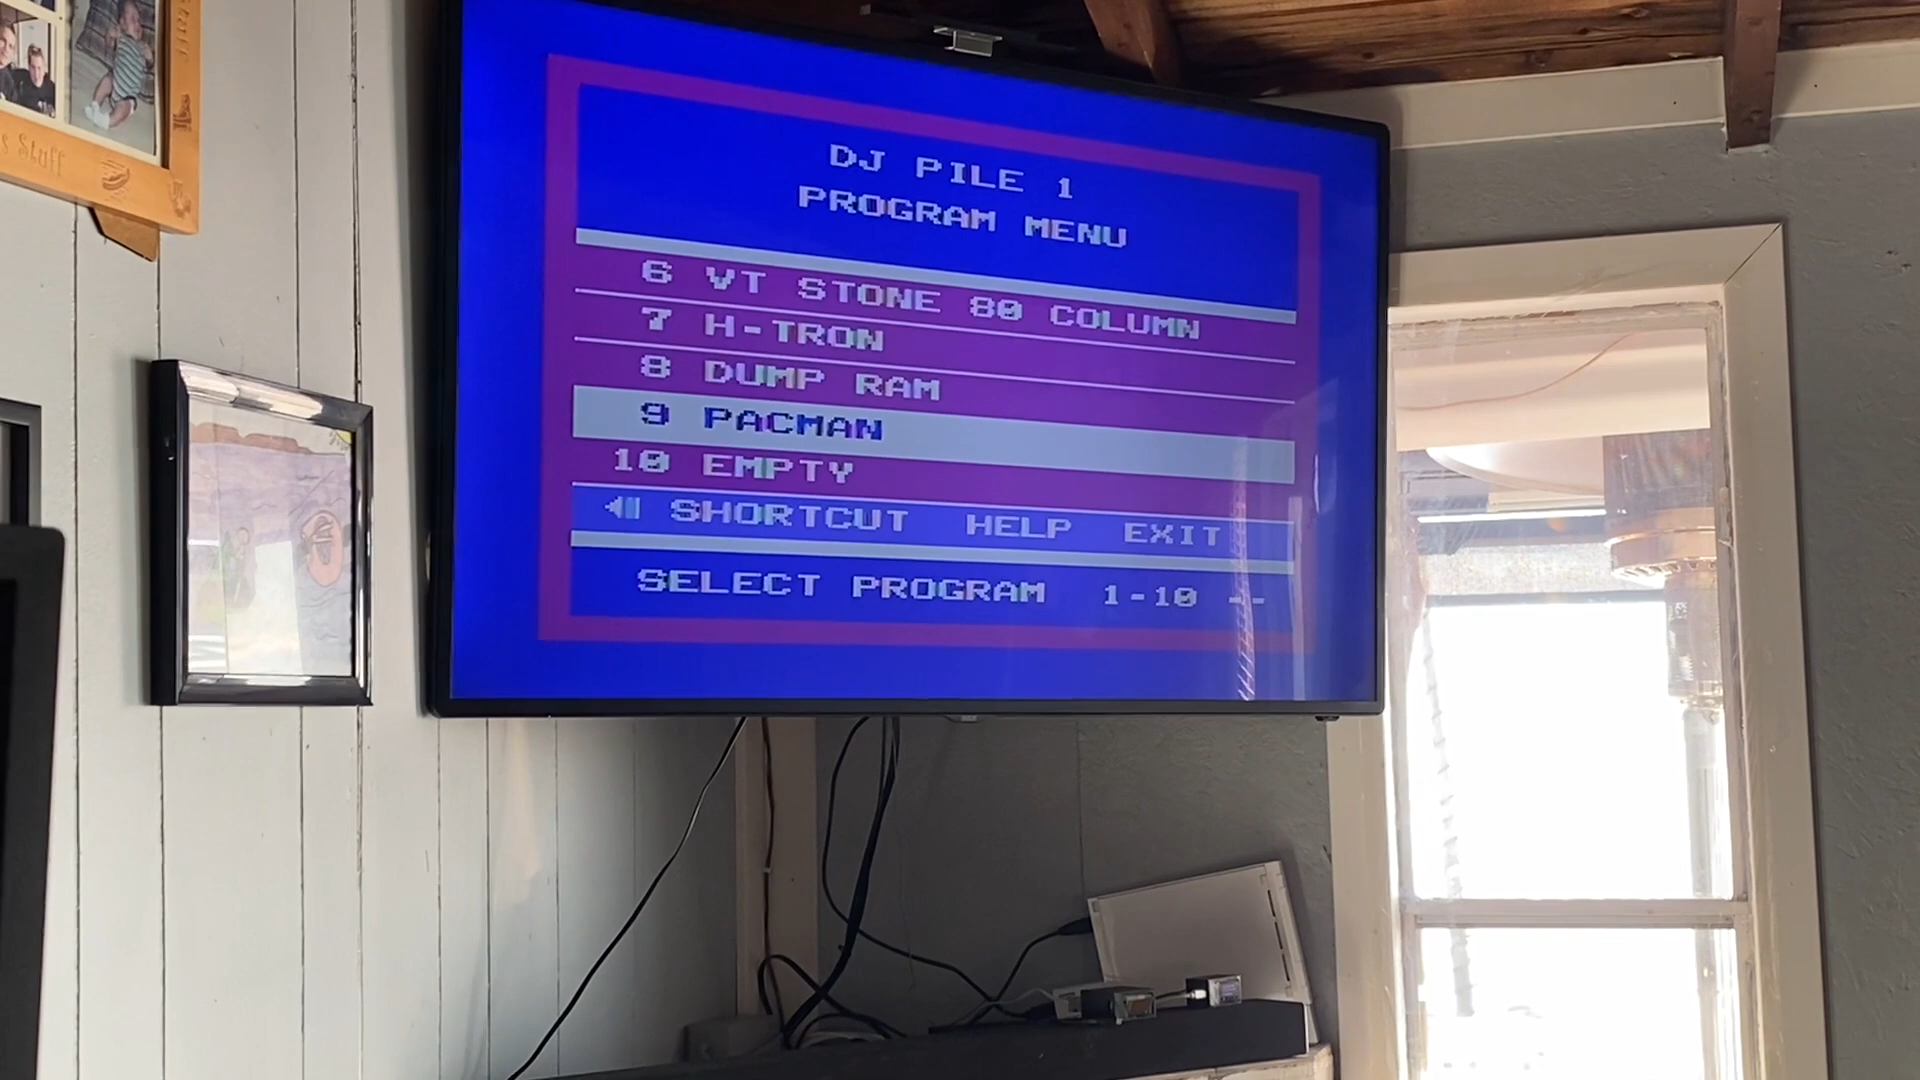 Stuff
s Stuff
DJ PILE 1
PROGRAM MENU
6 VT STONE 80 COLUMN
7 H-TRON
8 DUMP RAM
9 PACMAN
10 EMPTY
SHORTCUT HELP EXIT
SELECT PROGRAM 1-10 --